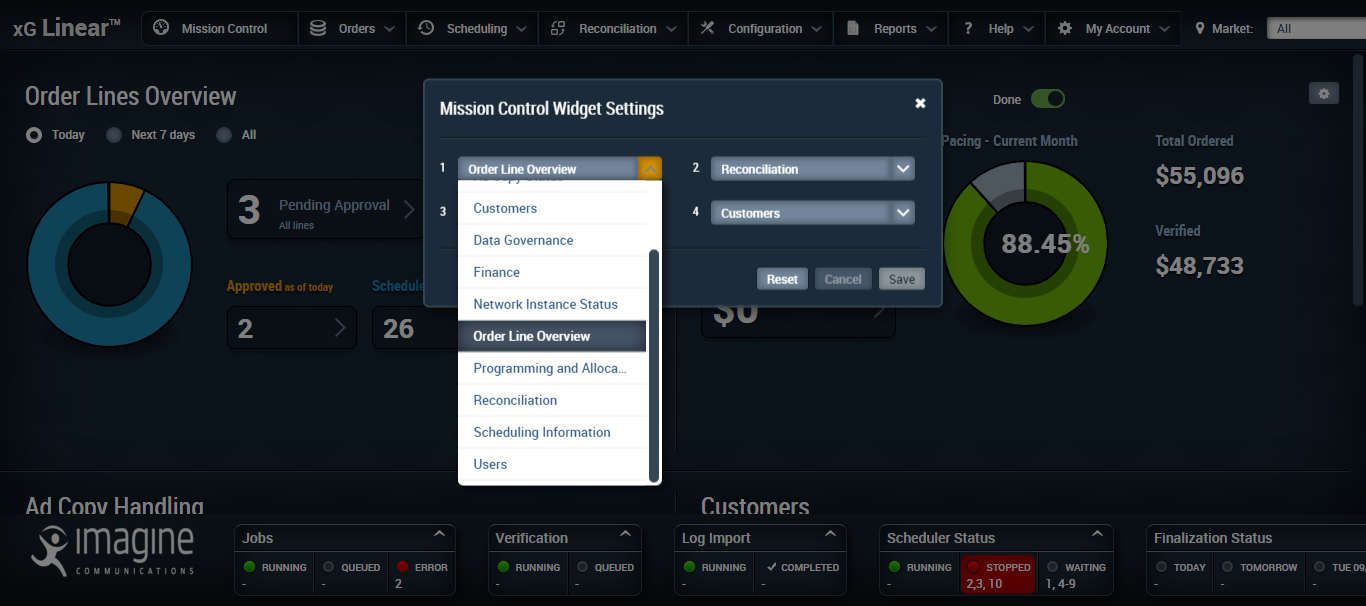 xG Linear™
Mission Control
Orders
Scheduling
Reconciliation
Configuration
Reports
? Help
My Account
Market:
All
Order Lines Overview
Today
Next 7 days
All
3
Pending Approval
All lines
Approved as of today
2
Schedule
26
Mission Control Widget Settings
1
Order Line Overview
2
Reconciliation
3
4
Customers
Ad Copy Status
Customers
Data Governance
Finance
Network Instance Status
Order Line Overview
Programming and Alloca...
Reconciliation
Scheduling Information
Users
Reset
Cancel
Save
Done
Pacing - Current Month
88.45%
Total Ordered
$55,096
Verified
$48,733
$0
Ad Copy Handling
Customers
imagine
COMMUNICATIONS
Jobs
RUNNING
-
QUEUED
-
ERROR
2
Verification
RUNNING
-
QUEUED
-
Log Import
RUNNING
-
COMPLETED
-
Scheduler Status
RUNNING
-
STOPPED
2,3, 10
WAITING
1, 4-9
Finalization Status
TODAY
-
TOMORROW
-
TUE 09,
-